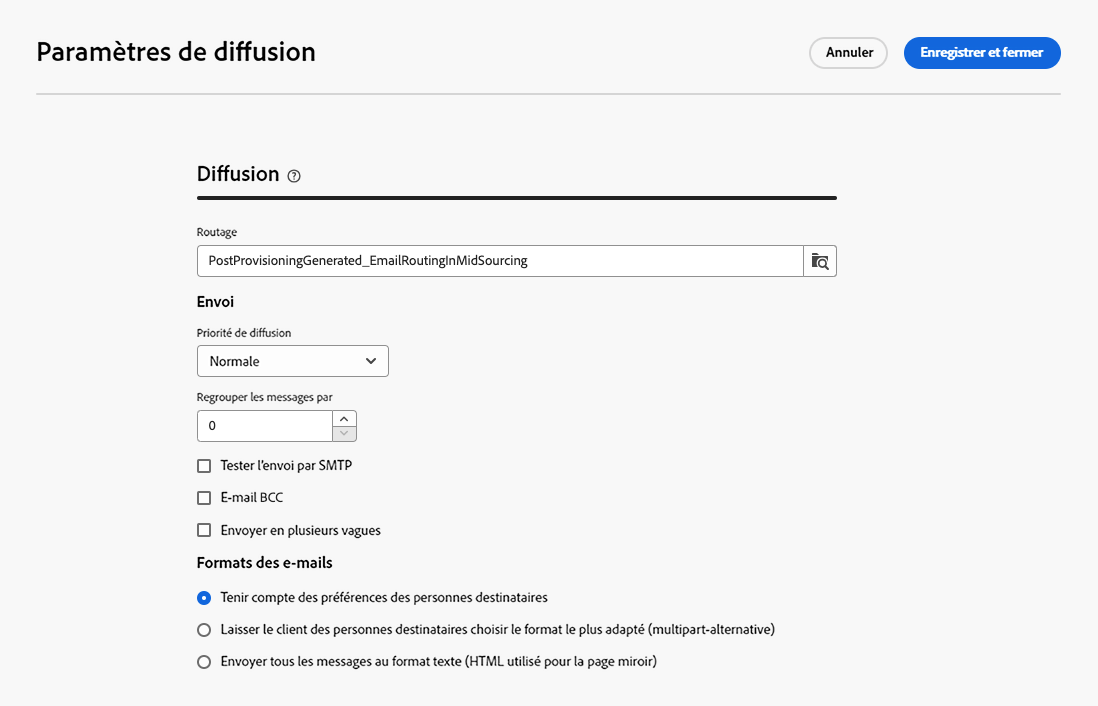 Paramètres de diffusion
Annuler
Enregistrer et fermer
Diffusion
Routage
PostProvisioningGenerated_EmailRoutingInMidSourcing
Envoi
Priorité de diffusion
Normale
Regrouper les messages par
0
Tester l'envoi par SMTP
E-mail BCC
Envoyer en plusieurs vagues
Formats des e-mails
Tenir compte des préférences des personnes destinataires
Laisser le client des personnes destinataires choisir le format le plus adapté (multipart-alternative)
Envoyer tous les messages au format texte (HTML utilisé pour la page miroir)